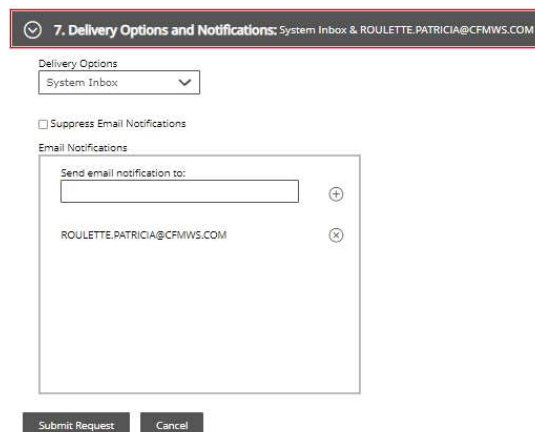 7. Delivery Options and Notifications: System Inbox & ROULETTE.PATRICIA@CFMWS.COM
Delivery Options
System Inbox
Suppress Email Notifications
Email Notifications
Send email notification to:
ROULETTE.PATRICIA@CFMWS.COM
Submit Request Cancel